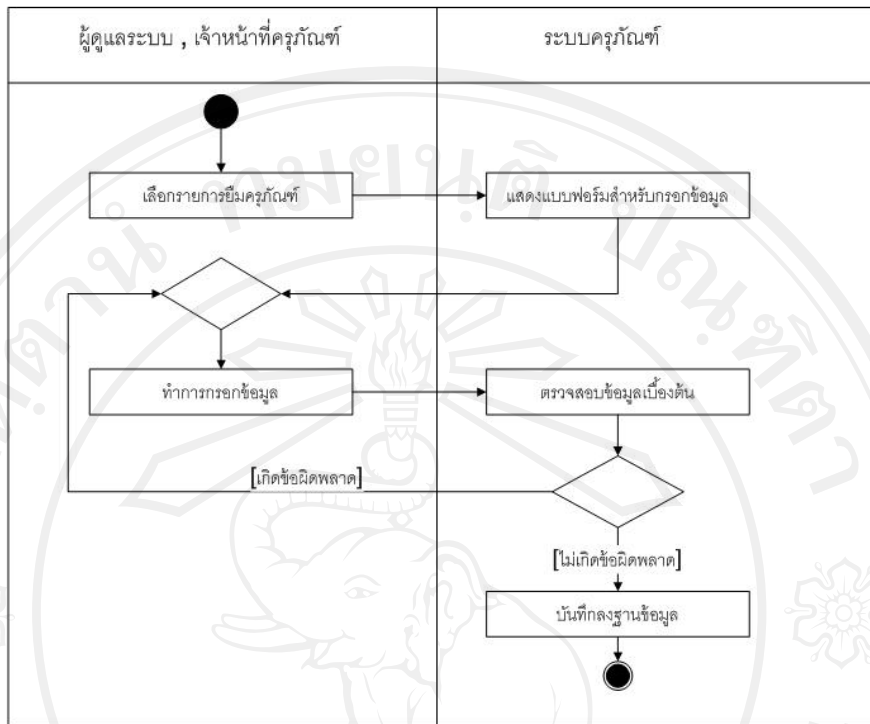 ผู้ดูแลระบบ , เจ้าหน้าที่ครุภัณฑ์
ระบบครุภัณฑ์
เลือกรายการยืมครุภัณฑ์
แสดงแบบฟอร์มสำหรับกรอกข้อมูล
ทำการกรอกข้อมูล
ตรวจสอบข้อมูลเบื้องต้น
[เกิดข้อผิดพลาด]
[ไม่เกิดข้อผิดพลาด]
บันทึกลงฐานข้อมูล